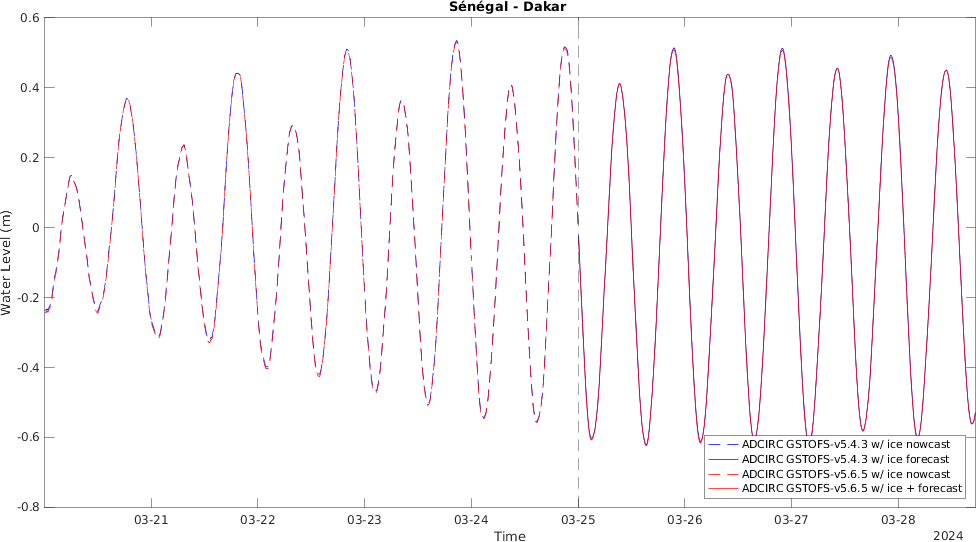 Sénégal - Dakar
0.6
0.4
0.2
0
-0.2
-0.4
-0.6
-0.8
Water Level (m)
ADCIRC GSTOFS-v5.4.3 w/ ice nowcast
ADCIRC GSTOFS-v5.4.3 w/ ice forecast
ADCIRC GSTOFS-v5.6.5 w/ ice nowcast
ADCIRC GSTOFS-v5.6.5 w/ ice + forecast
03-21 03-22 03-23 03-24 03-25 03-26 03-27 03-28
Time
2024